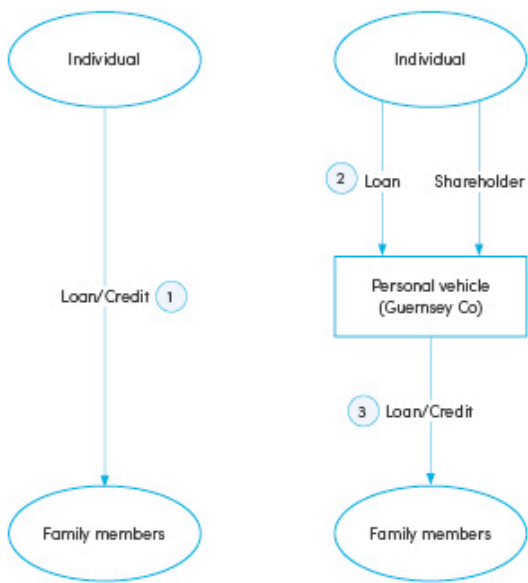 Individual
Individual
2 Loan
Shareholder
Personal vehicle
(Guernsey Co)
Loan/Credit 1
3 Loan/Credit
Family members
Family members